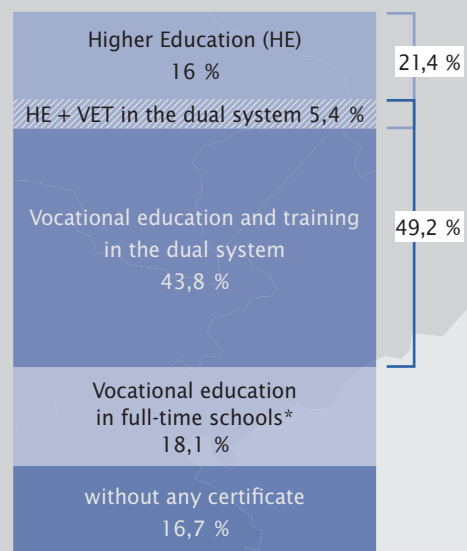 Higher Education (HE)
16 %
21,4 %
HE + VET in the dual system 5,4 %
Vocational education and training
in the dual system
43,8 %
49,2 %
Vocational education
in full-time schools*
18,1 %
without any certificate
16,7 %